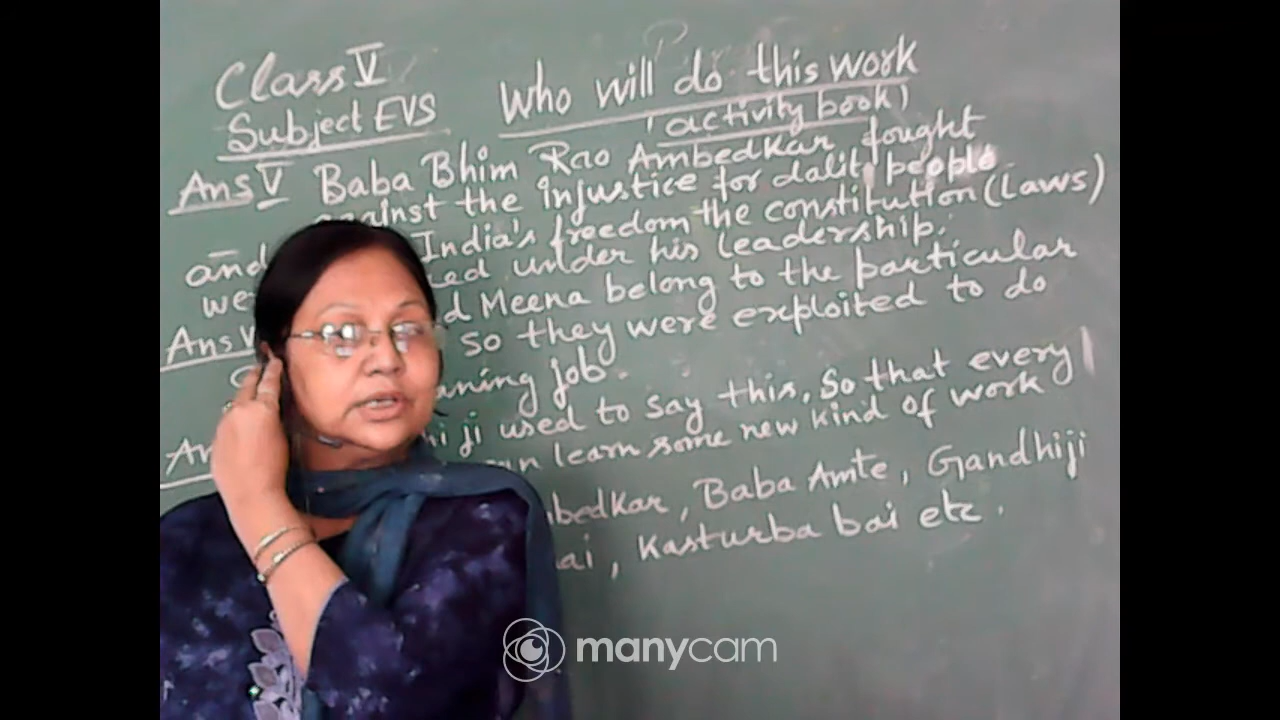 Class V
Subject EVS
Who will do this work
(activity book)
Ans V Baba Bhim Rao Ambedkar fought
against the injustice for dalit people
and India's freedom the constitution (Laws)
we under his leadership.
Ans V Meena belong to the particular
so they were exploited to do
job.
ji used to say this, so that every
learn some new kind of work
Baba Amte, Gandhiji
Kasturba bai etc.
manycam